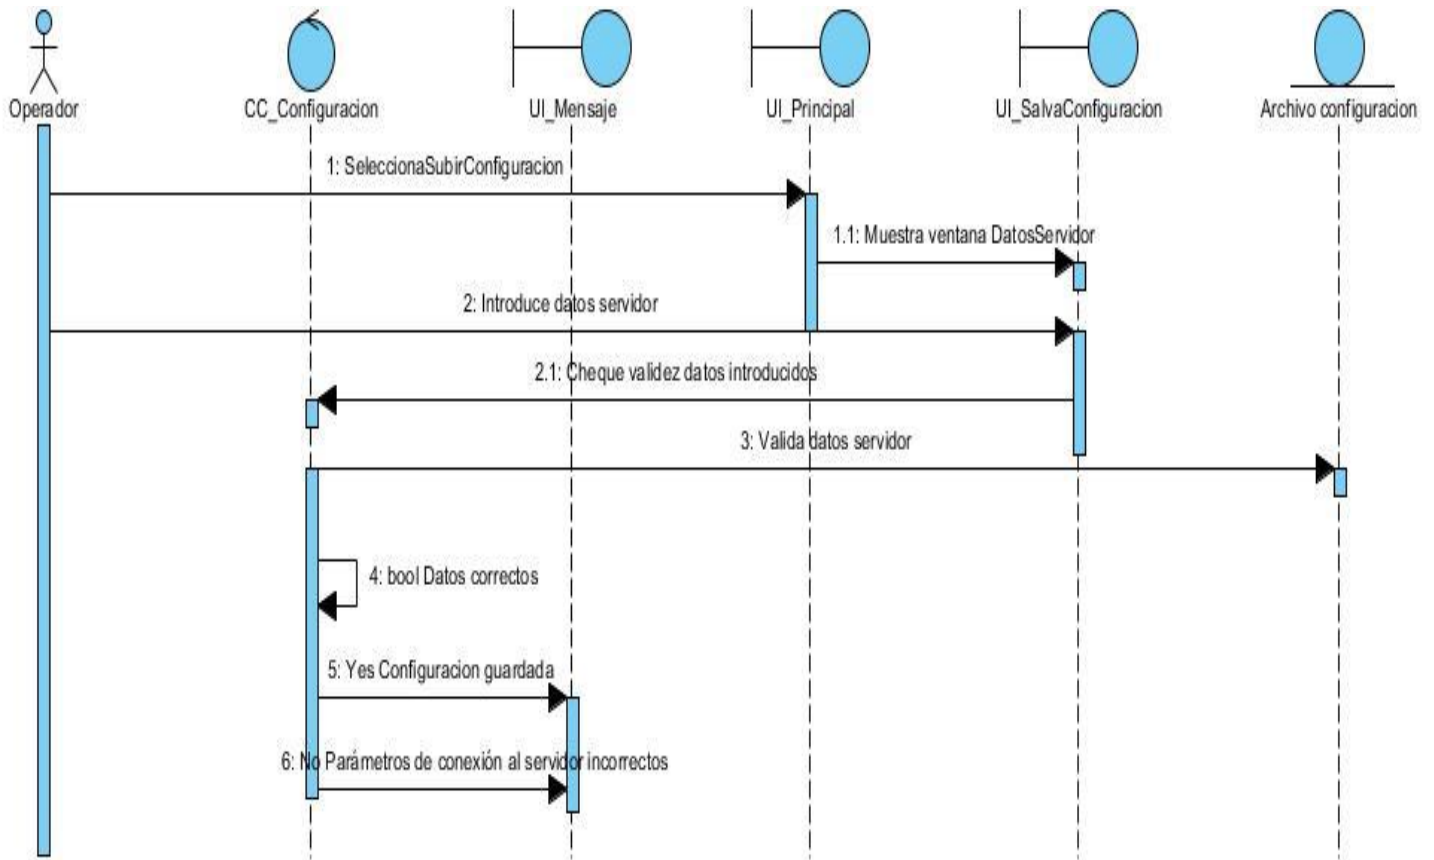 Operador
CC_Configuracion
UI_Mensaje
UI_Principal
UI_SalvaConfiguracion
Archivo configuracion
1: SeleccionaSubirConfiguracion
1.1: Muestra ventana DatosServidor
2: Introduce datos servidor
2.1: Cheque validez datos introducidos
3: Valida datos servidor
4: bool Datos correctos
5: Yes Configuracion guardada
6: No Parámetros de conexión al servidor incorrectos